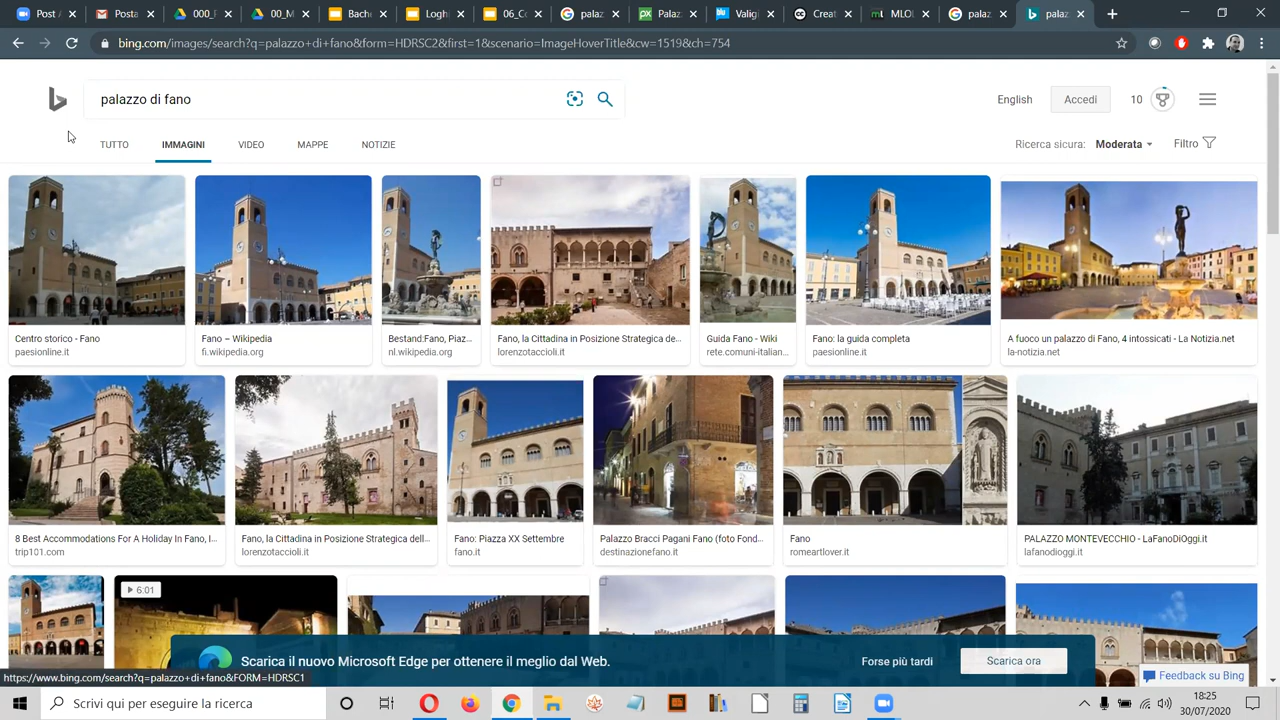 Post A
Posta
000_F
00_M
Bache
Loghi
06_Co
palaz
Palaz
Valigi
Creat
MLOL
palaz
palaz
bing.com/images/search?q=palazzo+di+fano&form=HDRSC2&first=1&scenario=ImageHoverTitle&cw=1519&ch=754
palazzo di fano
English
Accedi
10
TUTTO
IMMAGINI
VIDEO
MAPPE
NOTIZIE
Ricerca sicura: Moderata
Filtro
Centro storico - Fano
paesionline.it
Fano – Wikipedia
fi.wikipedia.org
Bestand:Fano, Piaz...
nl.wikipedia.org
Fano, la Cittadina in Posizione Strategica de...
lorenzotaccioli.it
Guida Fano - Wiki
rete.comuni-italian...
Fano: la guida completa
paesionline.it
A fuoco un palazzo di Fano, 4 intossicati - La Notizia.net
la-notizia.net
8 Best Accommodations For A Holiday In Fano, I...
trip101.com
Fano, la Cittadina in Posizione Strategica dell...
lorenzotaccioli.it
Fano: Piazza XX Settembre
fano.it
Palazzo Bracci Pagani Fano (foto Fond...
destinazionefano.it
Fano
romeartlover.it
PALAZZO MONTEVECCHIO - LaFanoDiOggi.it
lafanodioggi.it
6:01
Scarica il nuovo Microsoft Edge per ottenere il meglio dal Web.
Forse più tardi
Scarica ora
Feedback su Bing
https://www.bing.com/search?q=palazzo+di+fano&FORM=HDRSC1
Scrivi qui per eseguire la ricerca
18:25
30/07/2020